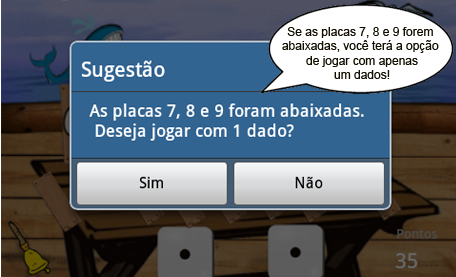 Se as placas 7, 8 e 9 forem
abaixadas, você terá a opção
de jogar com apenas
um dados!
Sugestão
As placas 7, 8 e 9 foram abaixadas.
Deseja jogar com 1 dado?
Sim
Não
Pontos
35